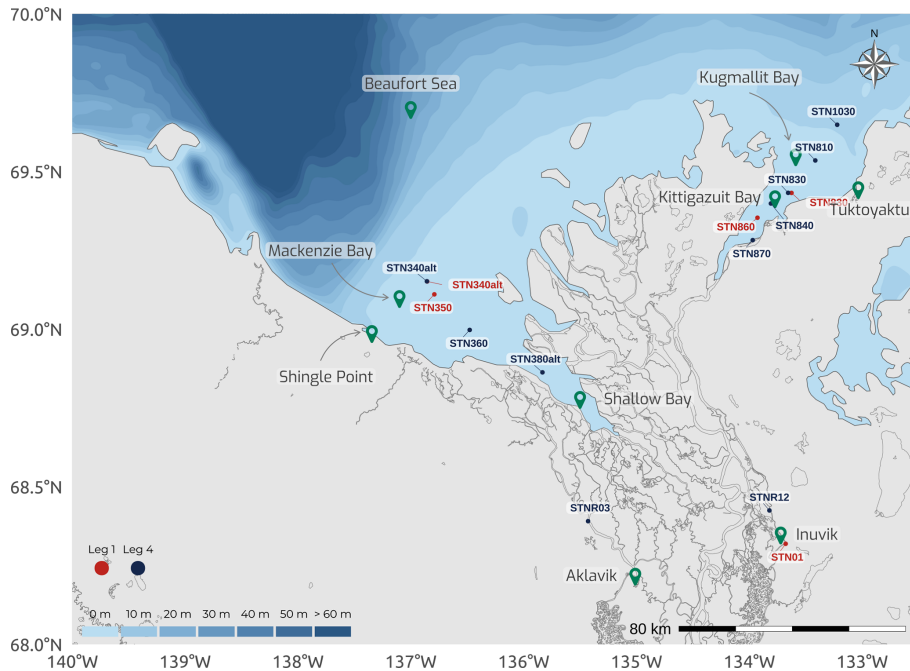 70.0°N
N
Beaufort Sea
Kugmallit Bay
STN1030
STN810
69.5°N
STN830
Kittigazuit Bay
Tuktoyaktu
STN860
STN840
STN870
Mackenzie Bay
STN340alt
STN340alt
STN350
69.0°N
STN360
STN380alt
Shingle Point
Shallow Bay
68.5°N
STNR12
STNR03
Inuvik
STN01
Leg 1
Leg 4
Aklavik
0 m
10 m
20 m
30 m
40 m
50 m
> 60 m
80 km
68.0°N
140°W
139°W
138°W
137°W
136°W
135°W
134°W
133°W